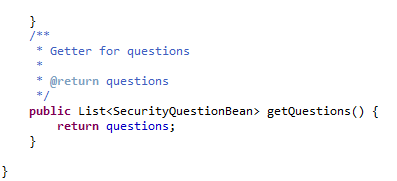 }
/**
* Getter for questions
*
* @return questions
*/
public List<SecurityQuestionBean> getQuestions() {
return questions;
}
}